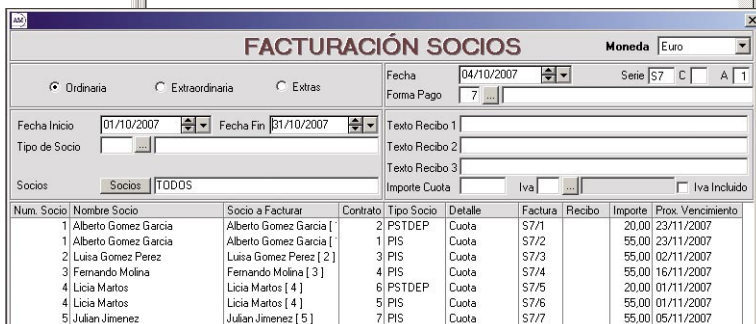 AM
FACTURACIÓN SOCIOS
Moneda Euro
Ordinaria Extraordinaria Extras
Fecha 04/10/2007 Serie S7 C A 1
Forma Pago 7 ...
Fecha Inicio 01/10/2007 Fecha Fin 31/10/2007
Tipo de Socio ...
Socios Socios TODOS
Texto Recibo 1
Texto Recibo 2
Texto Recibo 3
Importe Cuota Iva ... Iva Incluido
Num. Socio Nombre Socio Socio a Facturar Contrato Tipo Socio Detalle Factura Recibo Importe Prox. Vencimiento
1 Alberto Gomez Garcia Alberto Gomez Garcia [ 2 PSTDEP Cuota S7/1 20,00 23/11/2007
1 Alberto Gomez Garcia Alberto Gomez Garcia [ 1 PIS Cuota S7/2 55,00 23/11/2007
2 Luisa Gomez Perez Luisa Gomez Perez [ 2 ] 3 PIS Cuota S7/3 55,00 02/11/2007
3 Fernando Molina Fernando Molina [ 3 ] 4 PIS Cuota S7/4 55,00 16/11/2007
4 Licia Martos Licia Martos [ 4 ] 6 PSTDEP Cuota S7/5 20,00 01/11/2007
4 Licia Martos Licia Martos [ 4 ] 5 PIS Cuota S7/6 55,00 01/11/2007
5 Julian Jimenez Julian Jimenez [ 5 ] 7 PIS Cuota S7/7 55,00 05/11/2007